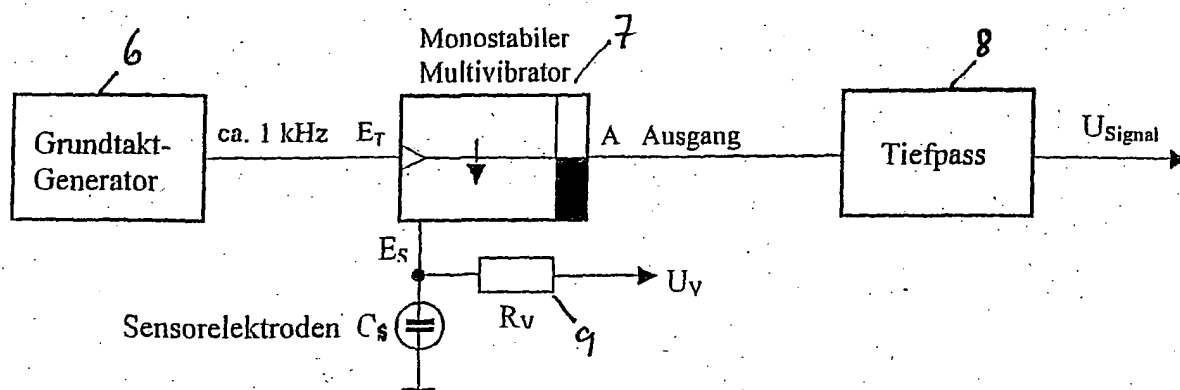 6
Monostabiler
Multivibrator
7
8
Grundtakt-
Generator
ca. 1 kHz
E_T
A Ausgang
Tiefpass
U_Signal
E_S
U_V
R_V
9
Sensorelektroden C_S